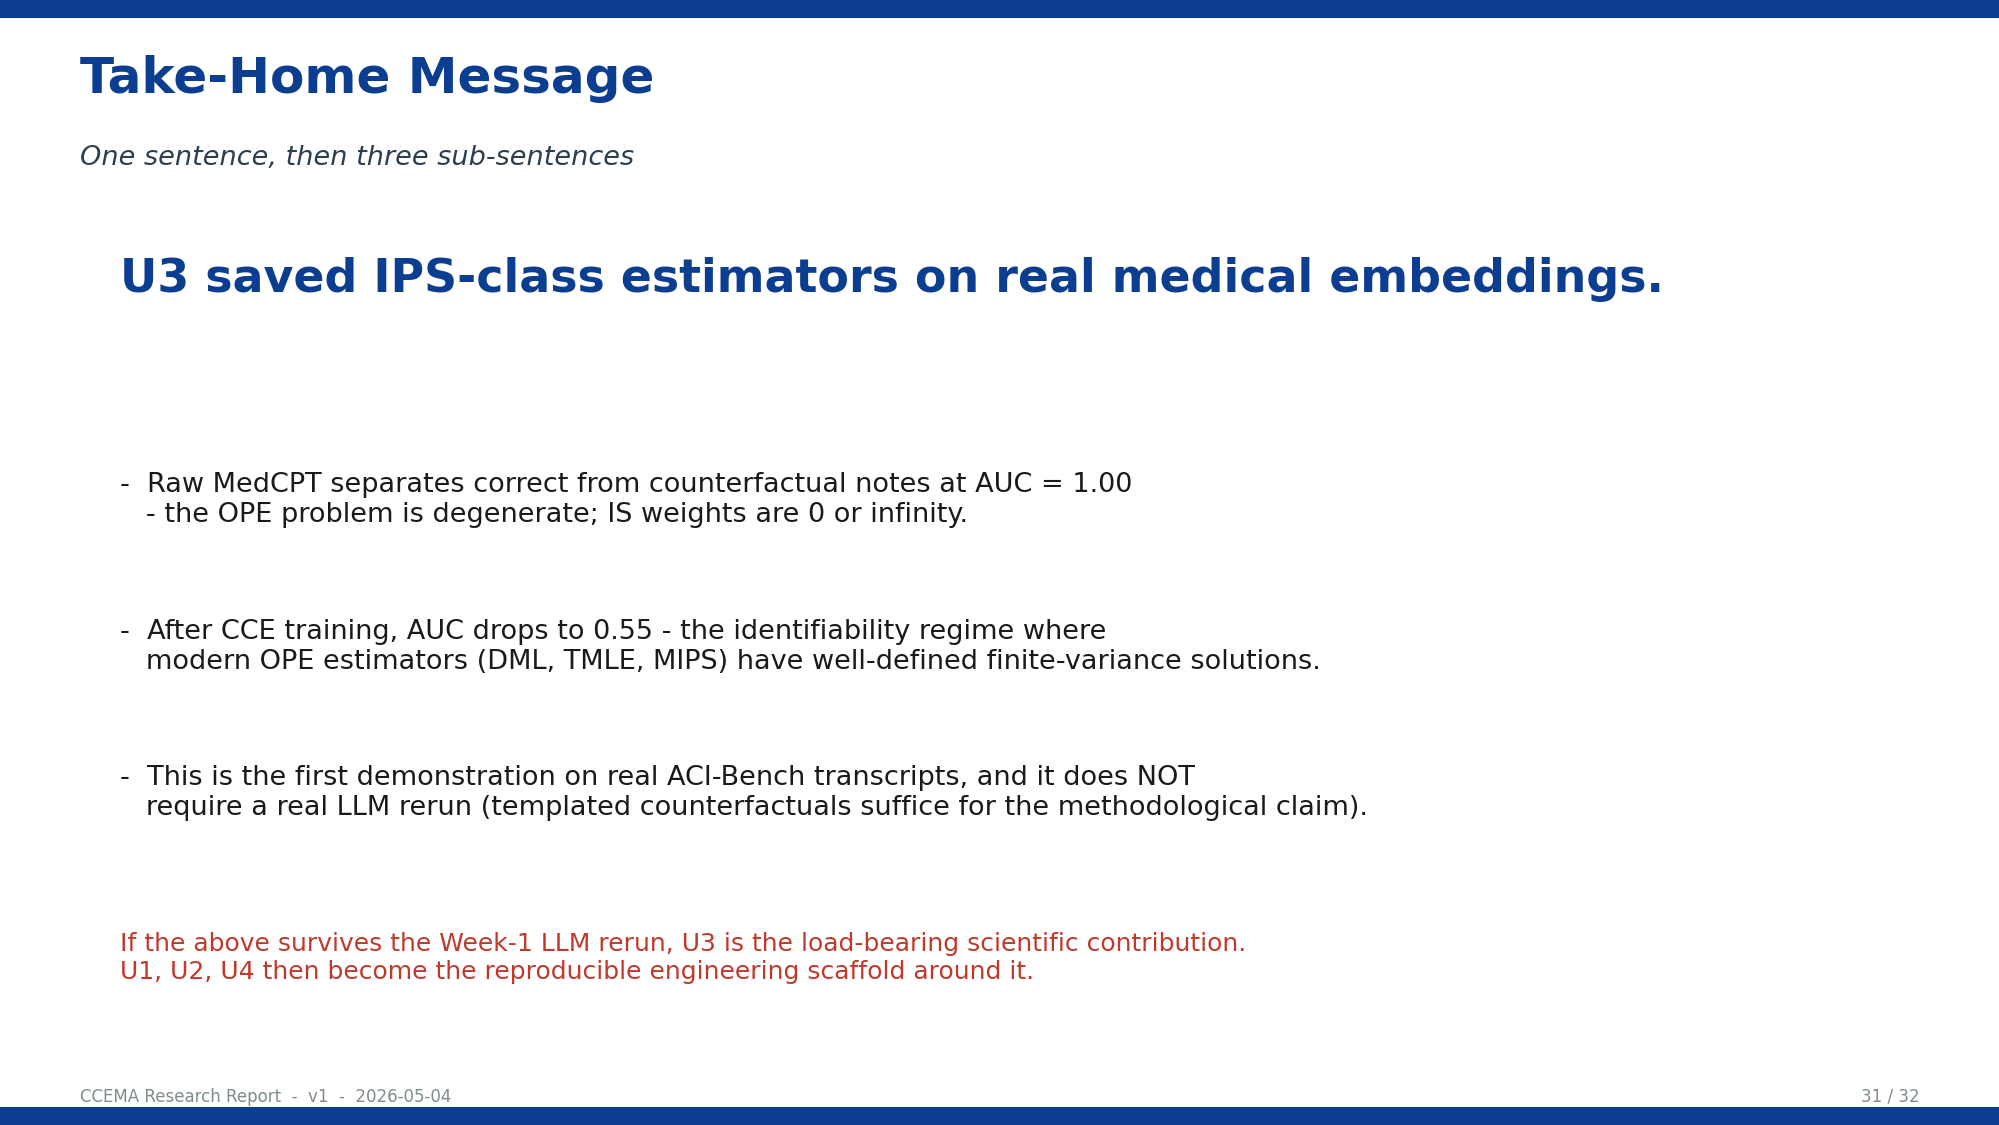 Take-Home Message
One sentence, then three sub-sentences
U3 saved IPS-class estimators on real medical embeddings.
- Raw MedCPT separates correct from counterfactual notes at AUC = 1.00
- the OPE problem is degenerate; IS weights are 0 or infinity.
- After CCE training, AUC drops to 0.55 - the identifiability regime where
modern OPE estimators (DML, TMLE, MIPS) have well-defined finite-variance solutions.
- This is the first demonstration on real ACI-Bench transcripts, and it does NOT
require a real LLM rerun (templated counterfactuals suffice for the methodological claim).
If the above survives the Week-1 LLM rerun, U3 is the load-bearing scientific contribution.
U1, U2, U4 then become the reproducible engineering scaffold around it.
CCEMA Research Report - v1 - 2026-05-04
31 / 32